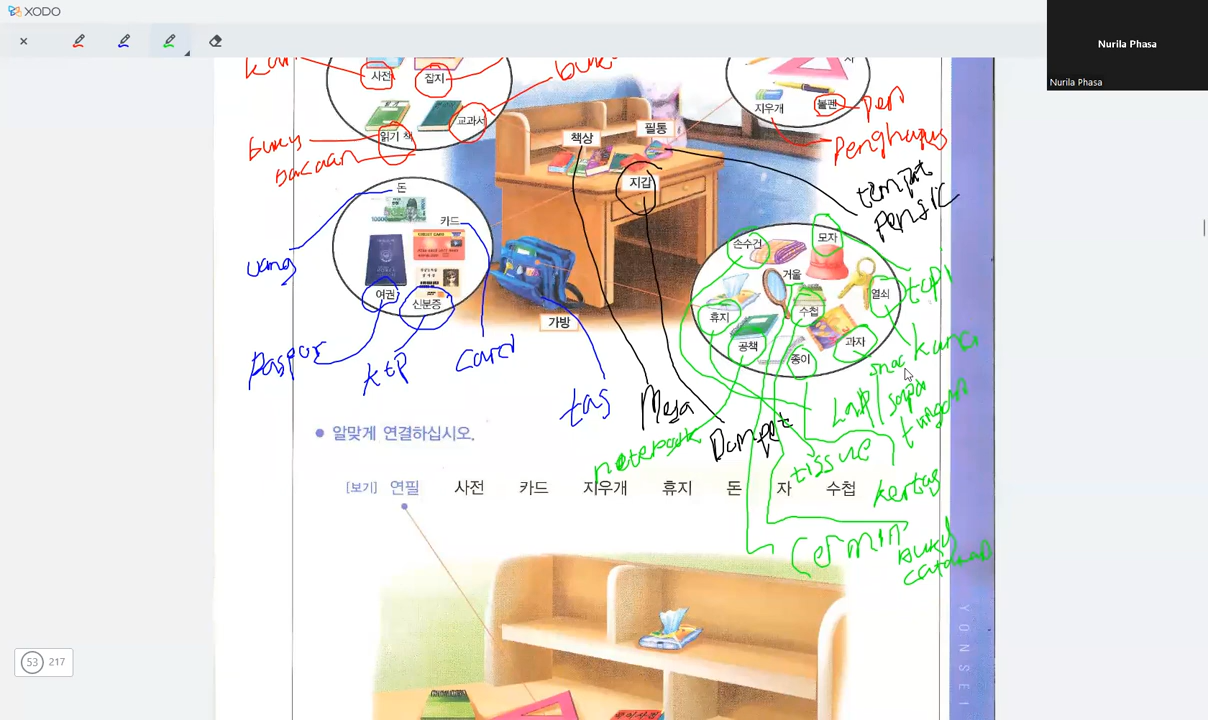 XODO
Nurila Phasa
Nurila Phasa
사전
잡지
읽기 책
교과서
지우개
볼펜
pen
Penghapus
buku
bacaan
책상
필통
지갑
tempat
pensil
돈
카드
여권
신분증
uang
Paspor
KTP
Card
가방
tas
손수건
모자
거울
열쇠
휴지
수첩
공책
종이
과자
topi
kunci
snac
Lap
sapu
tangan
Mesa
Dompet
notebook
tissue
kertas
Cermin
buku
catatan
● 알맞게 연결하십시오.
[보기] 연필 사전 카드 지우개 휴지 돈 자 수첩
53 217
YONSEI